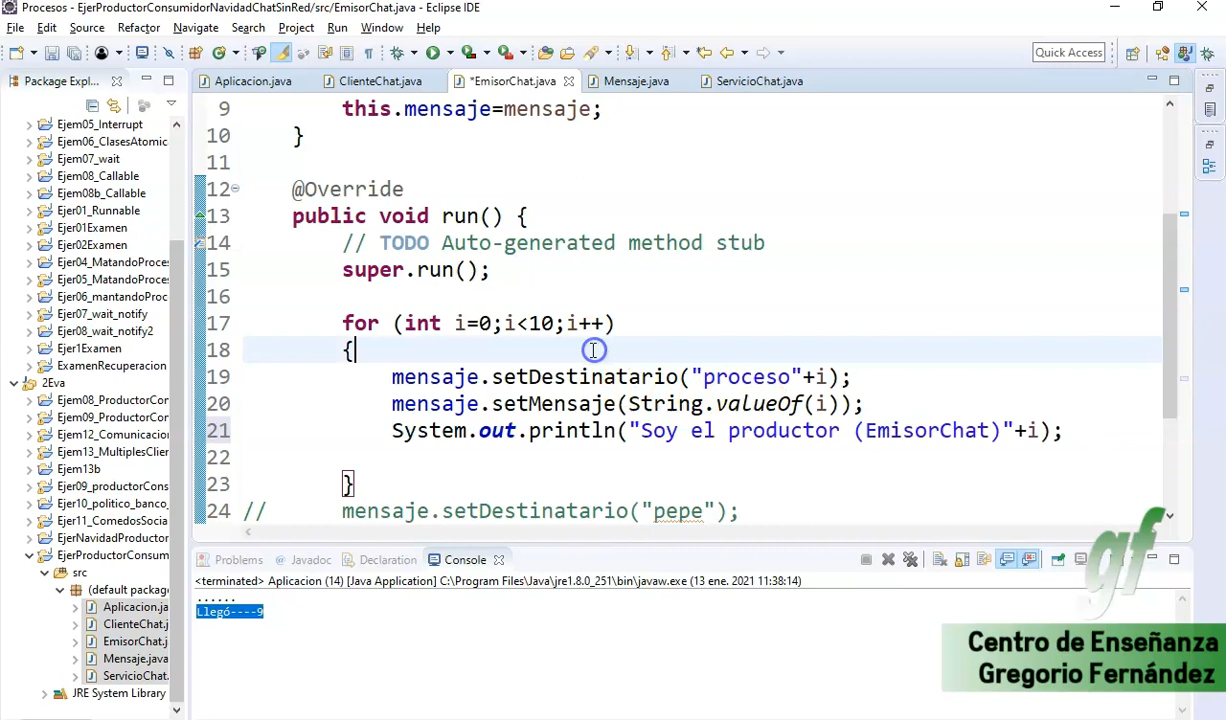 Procesos - EjerProductorConsumidorNavidadChatSinRed/src/EmisorChat.java - Eclipse IDE
File Edit Source Refactor Navigate Search Project Run Window Help
Quick Access
Package Expl...
Aplicacion.java ClienteChat.java *EmisorChat.java Mensaje.java ServicioChat.java
Ejem05_Interrupt
Ejem06_ClasesAtomic
Ejem07_wait
Ejem08_Callable
Ejem08b_Callable
Ejer01_Runnable
Ejer01Examen
Ejer02Examen
Ejer04_MatandoProce
Ejer05_MatandoProce
Ejer06_mantandoProc
Ejer07_wait_notify
Ejer08_wait_notify2
Ejer1Examen
ExamenRecuperacion
2Eva
Ejem08_ProductorCon
Ejem09_ProductorCon
Ejem12_Comunicacion
Ejem13_MultiplesClien
Ejem13b
Ejer09_productorCons
Ejer10_politico_banco_
Ejer11_ComedosSocia
EjerNavidadProductor
EjerProductorConsum
src
(default package
Aplicacion.ja
ClienteChat.j
EmisorChat.j
Mensaje.java
ServicioChat.
JRE System Library
9 this.mensaje=mensaje;
10 }
11
12 @Override
13 public void run() {
14 // TODO Auto-generated method stub
15 super.run();
16
17 for (int i=0;i<10;i++)
18 {
19 mensaje.setDestinatario("proceso"+i);
20 mensaje.setMensaje(String.valueOf(i));
21 System.out.println("Soy el productor (EmisorChat)"+i);
22
23 }
24 // mensaje.setDestinatario("pepe");
Problems Javadoc Declaration Console
<terminated> Aplicacion (14) [Java Application] C:\Program Files\Java\jre1.8.0_251\bin\javaw.exe (13 ene. 2021 11:38:14)
......
Llegó----9
gf
Centro de Enseñanza
Gregorio Fernández